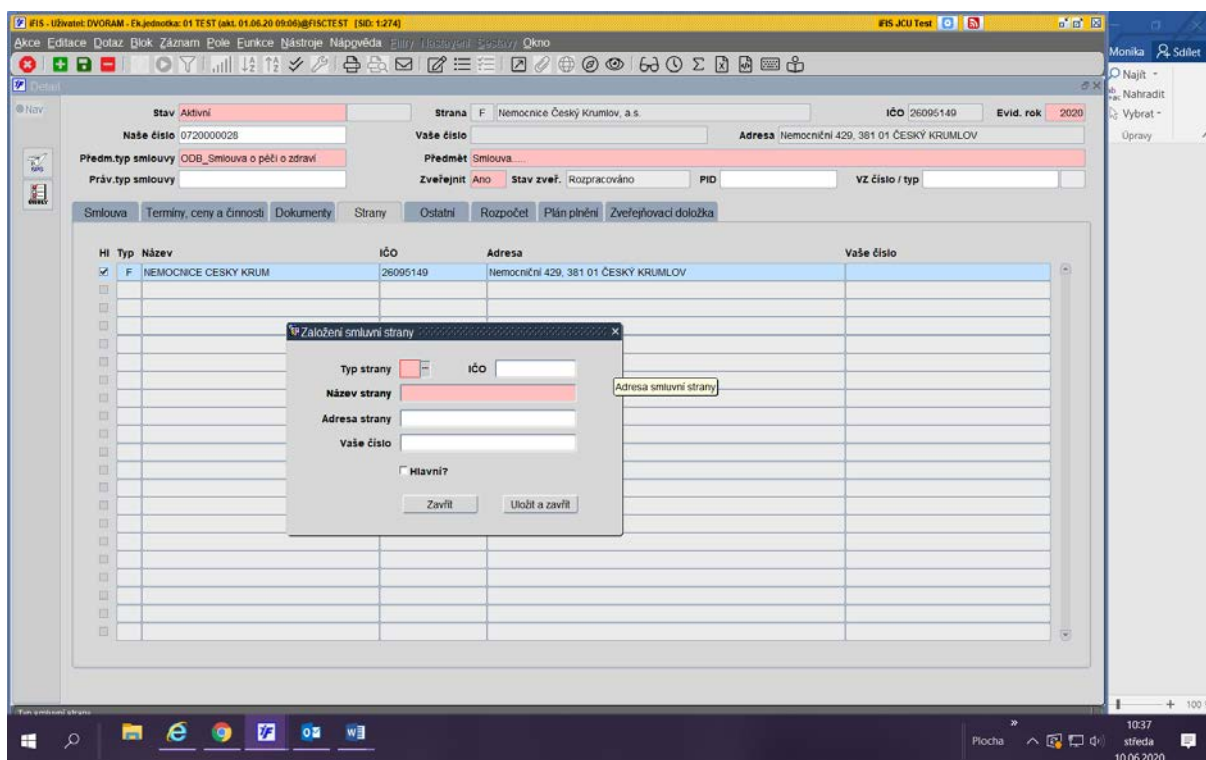 iFIS - Uživatel: DVORAM - Ek.jednotka: 01 TEST (akt. 01.06.20 09:06)@FISCTEST [SID: 1:274] iFIS JCU Test
Akce Editace Dotaz Blok Záznam Pole Funkce Nástroje Nápověda Okno
Monika Sdílet
Najít
Nahradit
Vybrat
Úpravy
Detail
Nav
Stav Aktivní Strana F Nemocnice Český Krumlov, a.s. IČO 26095149 Evid. rok 2020
Naše číslo 0720000028 Vaše číslo Adresa Nemocniční 429, 381 01 ČESKÝ KRUMLOV
Předm.typ smlouvy ODB_Smlouva o péči o zdraví Předmět Smlouva.....
Práv.typ smlouvy Zveřejnit Ano Stav zveř. Rozpracováno PID VZ číslo / typ
Smlouva Termíny, ceny a činnosti Dokumenty Strany Ostatní Rozpočet Plán plnění Zveřejňovací doložka
Hl Typ Název IČO Adresa Vaše číslo
F NEMOCNICE CESKY KRUM 26095149 Nemocniční 429, 381 01 ČESKÝ KRUMLOV
Založení smluvní strany
Typ strany IČO
Název strany
Adresa smluvní strany
Adresa strany
Vaše číslo
Hlavní?
Zavřít Uložit a zavřít
Typ smluvní strany
100
Plocha
10:37
středa
10.06.2020